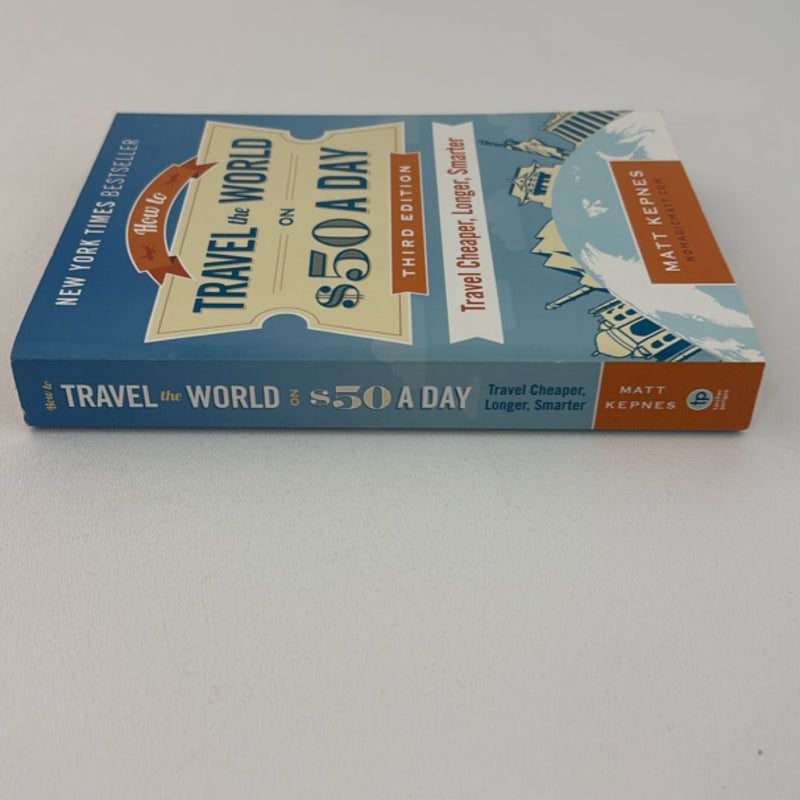 NEW YORK TIMES BESTSELLER
How to
TRAVEL the WORLD
ON
$50 A DAY
THIRD EDITION
Travel Cheaper, Longer, Smarter
MATT KEPNES
NOMADICMATT.COM
How to TRAVEL the WORLD ON $50 A DAY
Travel Cheaper,
Longer, Smarter
MATT
KEPNES
tp